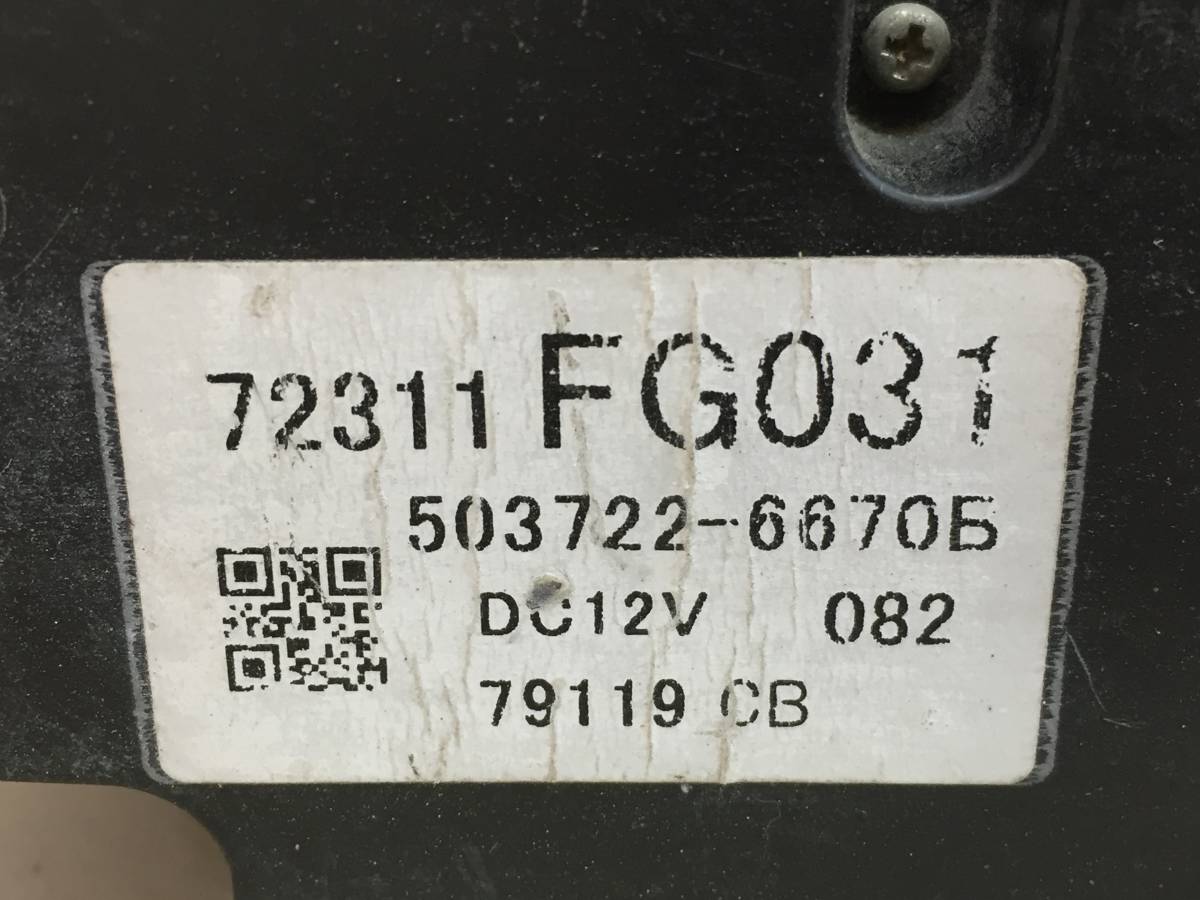 72311 FG031
503722-6670Б
DC12V 082
79119 CB